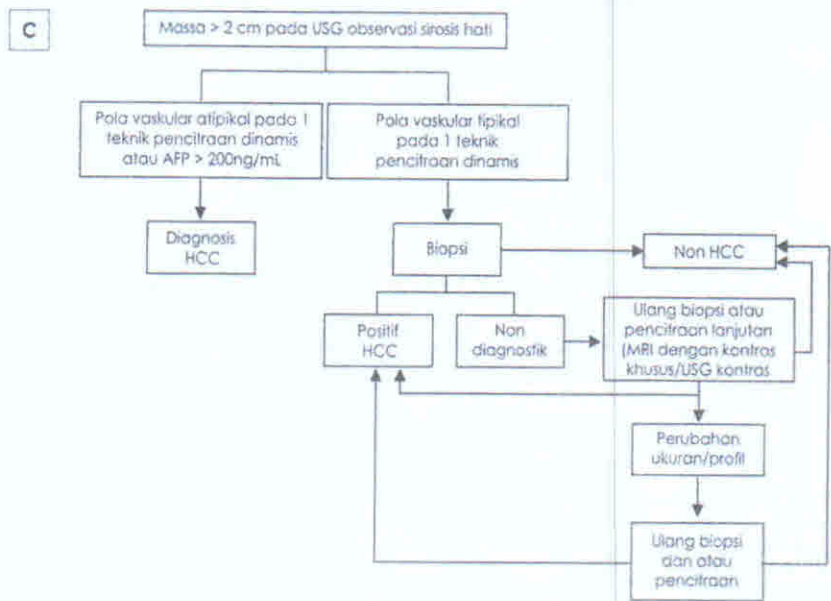 C
Massa > 2 cm pada USG observasi sirosis hati
Pola vaskular atipikal pada 1
teknik pencitraan dinamis
atau AFP > 200ng/mL
Pola vaskular tipikal
pada 1 teknik
pencitraan dinamis
Diagnosis
HCC
Biopsi
Non HCC
Positif
HCC
Non
diagnostik
Ulang biopsi atau
pencitraan lanjutan
(MRI dengan kontras
khusus/USG kontras
Perubahan
ukuran/profil
Ulang biopsi
dan atau
pencitraan